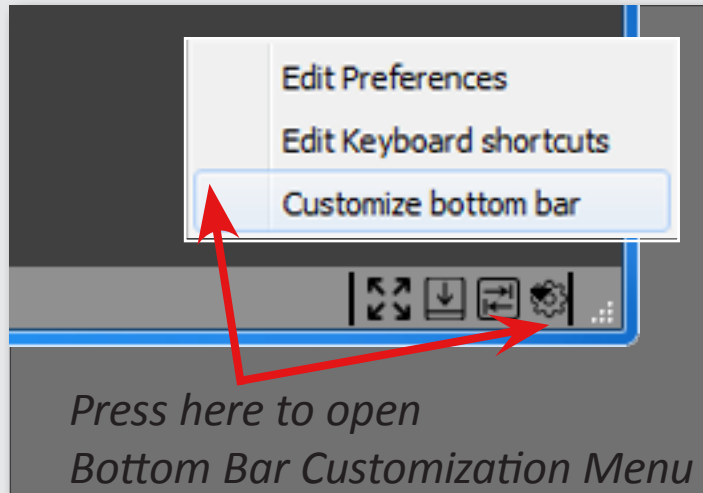 Edit Preferences
Edit Keyboard shortcuts
Customize bottom bar
Press here to open
Bottom Bar Customization Menu